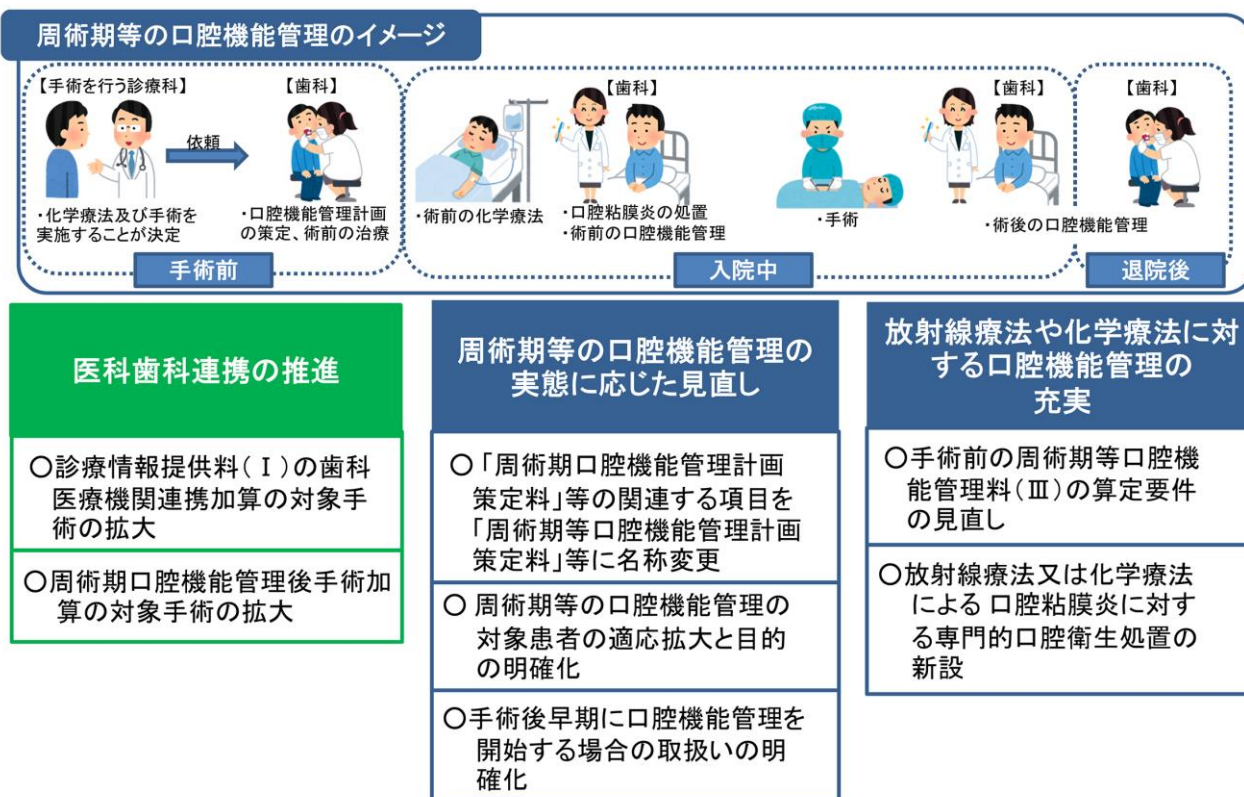 周術期等の口腔機能管理のイメージ
【手術を行う診療科】
依頼
・化学療法及び手術を
実施することが決定
【歯科】
・口腔機能管理計画
の策定、術前の治療
手術前
・術前の化学療法
【歯科】
・口腔粘膜炎の処置
・術前の口腔機能管理
・手術
【歯科】
・術後の口腔機能管理
入院中
【歯科】
退院後
医科歯科連携の推進
〇診療情報提供料(Ⅰ)の歯科
医療機関連携加算の対象手
術の拡大
〇周術期口腔機能管理後手術加
算の対象手術の拡大
周術期等の口腔機能管理の
実態に応じた見直し
〇「周術期口腔機能管理計画
策定料」等の関連する項目を
「周術期等口腔機能管理計画
策定料」等に名称変更
〇 周術期等の口腔機能管理の
対象患者の適応拡大と目的
の明確化
〇手術後早期に口腔機能管理を
開始する場合の取扱いの明
確化
放射線療法や化学療法に対
する口腔機能管理の
充実
〇手術前の周術期等口腔機
能管理料(Ⅲ)の算定要件
の見直し
〇放射線療法又は化学療法
による 口腔粘膜炎に対す
る専門的口腔衛生処置の
新設